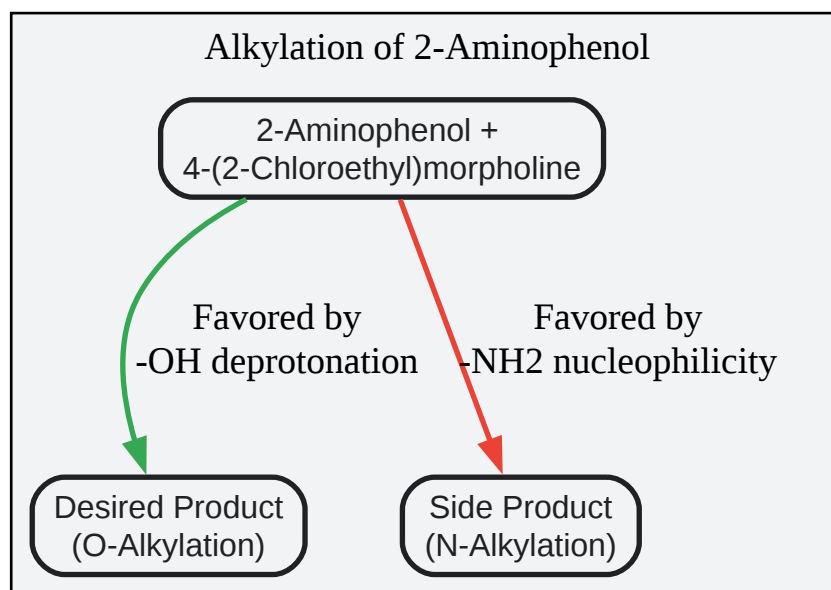 Alkylation of 2-Aminophenol
2-Aminophenol +
4-(2-Chloroethyl)morpholine
Favored by
-OH deprotonation
Favored by
-NH2 nucleophilicity
Desired Product
(O-Alkylation)
Side Product
(N-Alkylation)